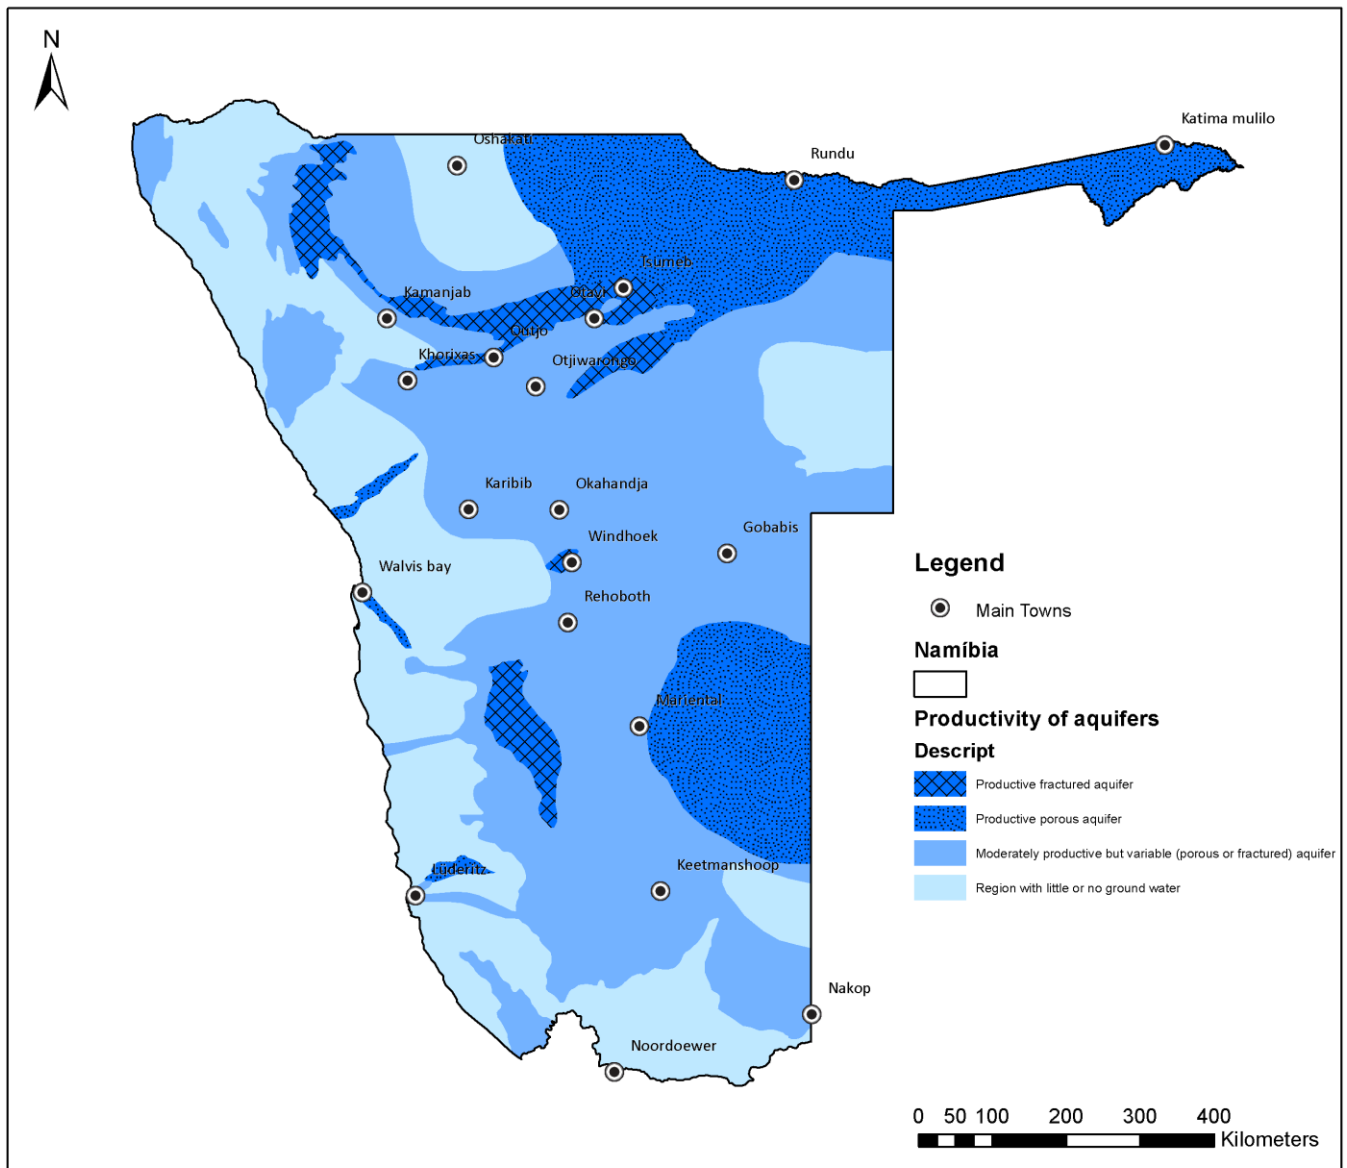 N
Katima mulilo
Oshakati
Rundu
Tsumeb
Kamanjab
Otavi
Outjo
Khorixas
Otjiwarongo
Karibib
Okahandja
Gobabis
Windhoek
Walvis bay
Rehoboth
Mariental
Keetmanshoop
Luderitz
Nakop
Noordoewer
Legend
Main Towns
Namíbia
Productivity of aquifers
Descript
Productive fractured aquifer
Productive porous aquifer
Moderately productive but variable (porous or fractured) aquifer
Region with little or no ground water
0 50 100 200 300 400
Kilometers